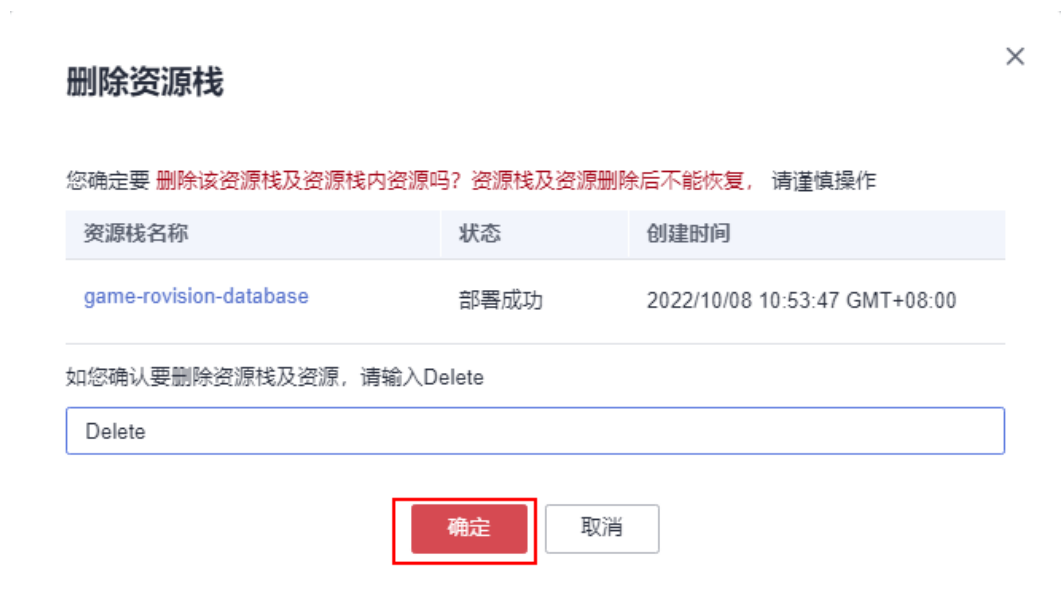 删除资源栈
您确定要 删除该资源栈及资源栈内资源吗？资源栈及资源删除后不能恢复， 请谨慎操作
资源栈名称 状态 创建时间
game-rovision-database 部署成功 2022/10/08 10:53:47 GMT+08:00
如您确认要删除资源栈及资源，请输入Delete
Delete
确定 取消